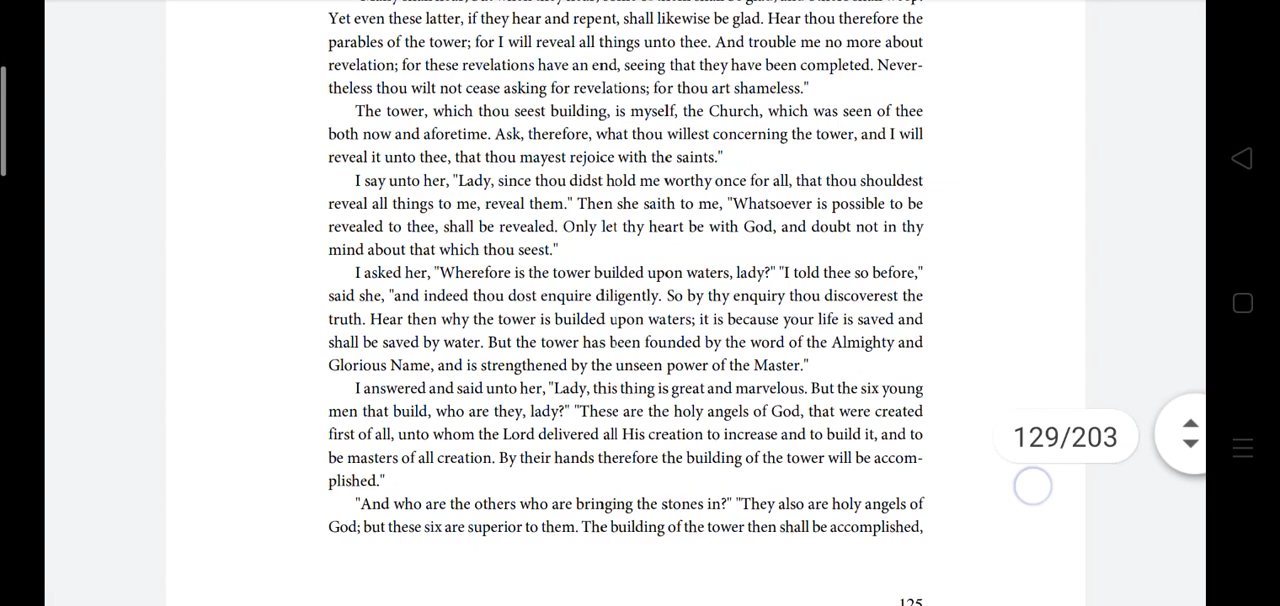 Yet even these latter, if they hear and repent, shall likewise be glad. Hear thou therefore the
parables of the tower; for I will reveal all things unto thee. And trouble me no more about
revelation; for these revelations have an end, seeing that they have been completed. Never-
theless thou wilt not cease asking for revelations; for thou art shameless."
The tower, which thou seest building, is myself, the Church, which was seen of thee
both now and aforetime. Ask, therefore, what thou willest concerning the tower, and I will
reveal it unto thee, that thou mayest rejoice with the saints."
I say unto her, "Lady, since thou didst hold me worthy once for all, that thou shouldest
reveal all things to me, reveal them." Then she saith to me, "Whatsoever is possible to be
revealed to thee, shall be revealed. Only let thy heart be with God, and doubt not in thy
mind about that which thou seest."
I asked her, "Wherefore is the tower builded upon waters, lady?" "I told thee so before,"
said she, "and indeed thou dost enquire diligently. So by thy enquiry thou discoverest the
truth. Hear then why the tower is builded upon waters; it is because your life is saved and
shall be saved by water. But the tower has been founded by the word of the Almighty and
Glorious Name, and is strengthened by the unseen power of the Master."
I answered and said unto her, "Lady, this thing is great and marvelous. But the six young
men that build, who are they, lady?" "These are the holy angels of God, that were created
first of all, unto whom the Lord delivered all His creation to increase and to build it, and to
be masters of all creation. By their hands therefore the building of the tower will be accom-
plished."
"And who are the others who are bringing the stones in?" "They also are holy angels of
God; but these six are superior to them. The building of the tower then shall be accomplished,
129/203
125